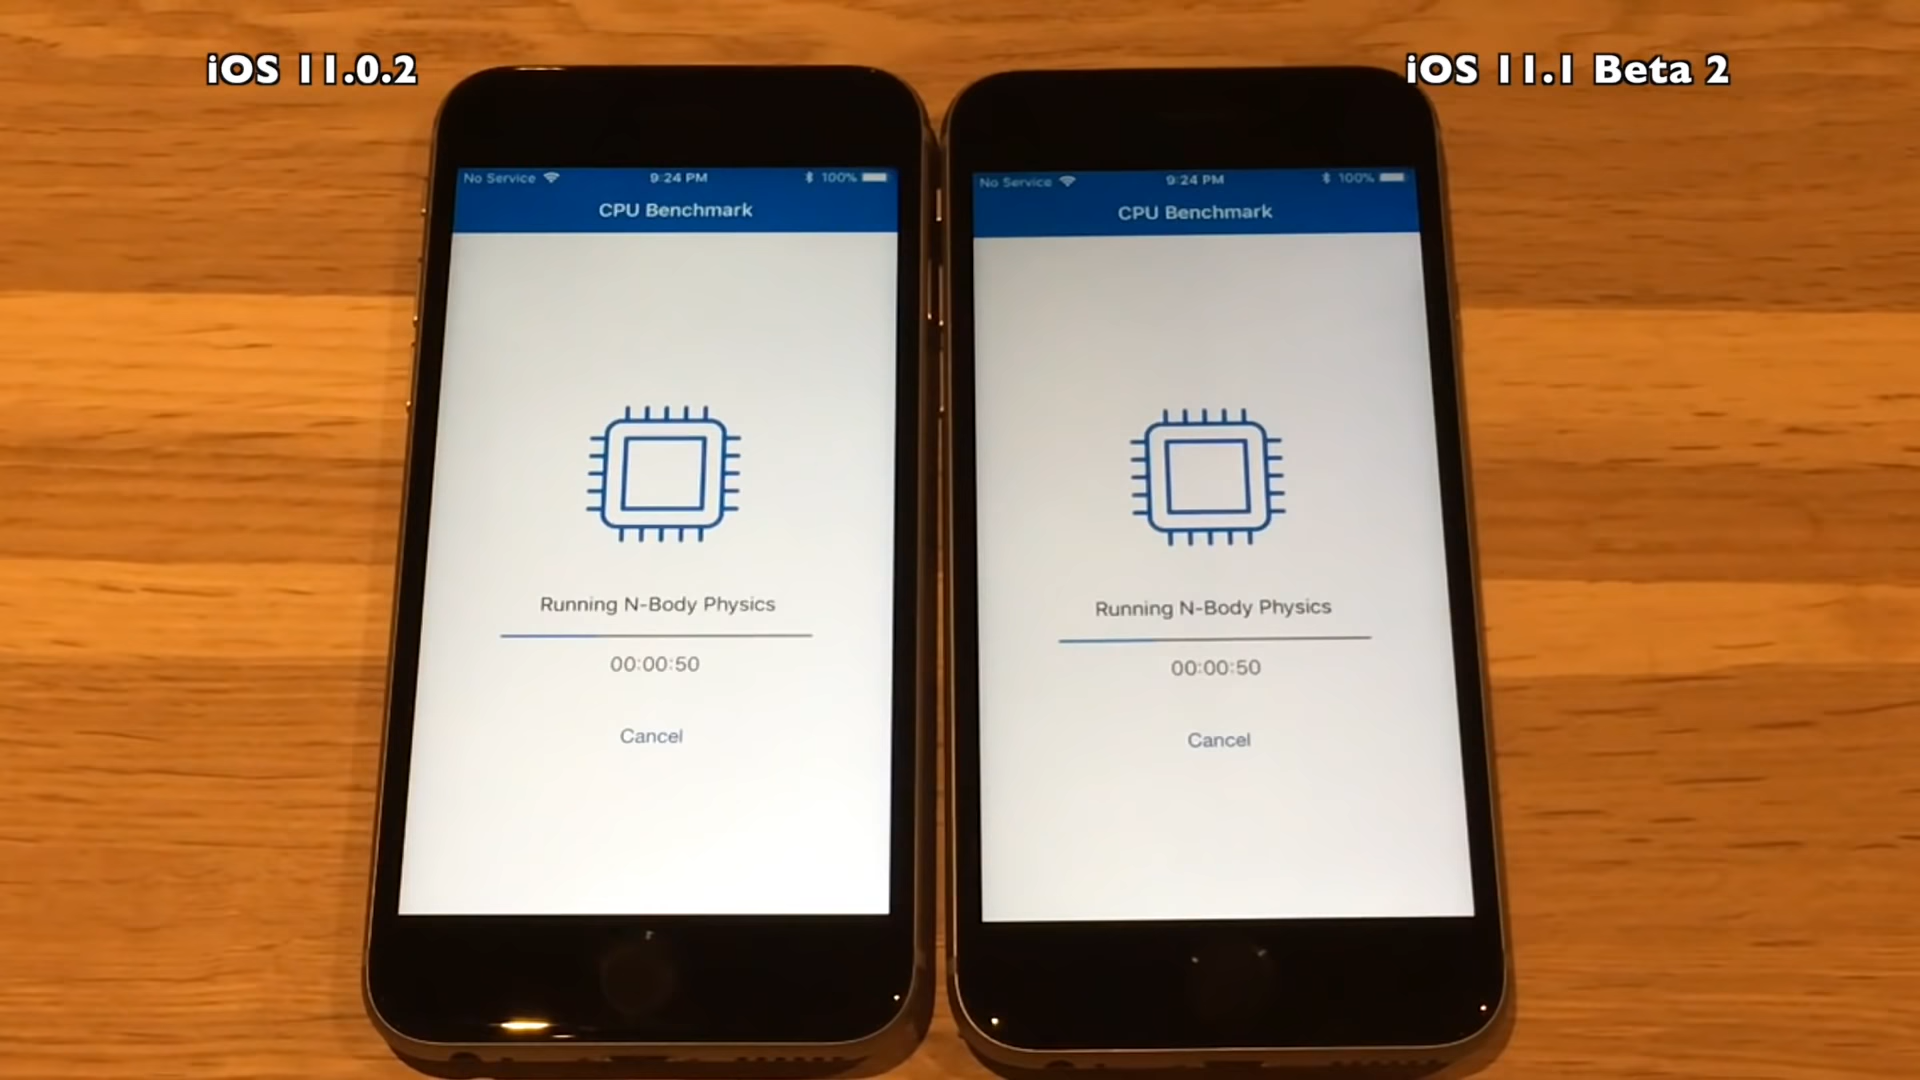 iOS 11.0.2
iOS 11.1 Beta 2
No Service 9:24 PM 100%
CPU Benchmark
Running N-Body Physics
00:00:50
Cancel
No Service 9:24 PM 100%
CPU Benchmark
Running N-Body Physics
00:00:50
Cancel